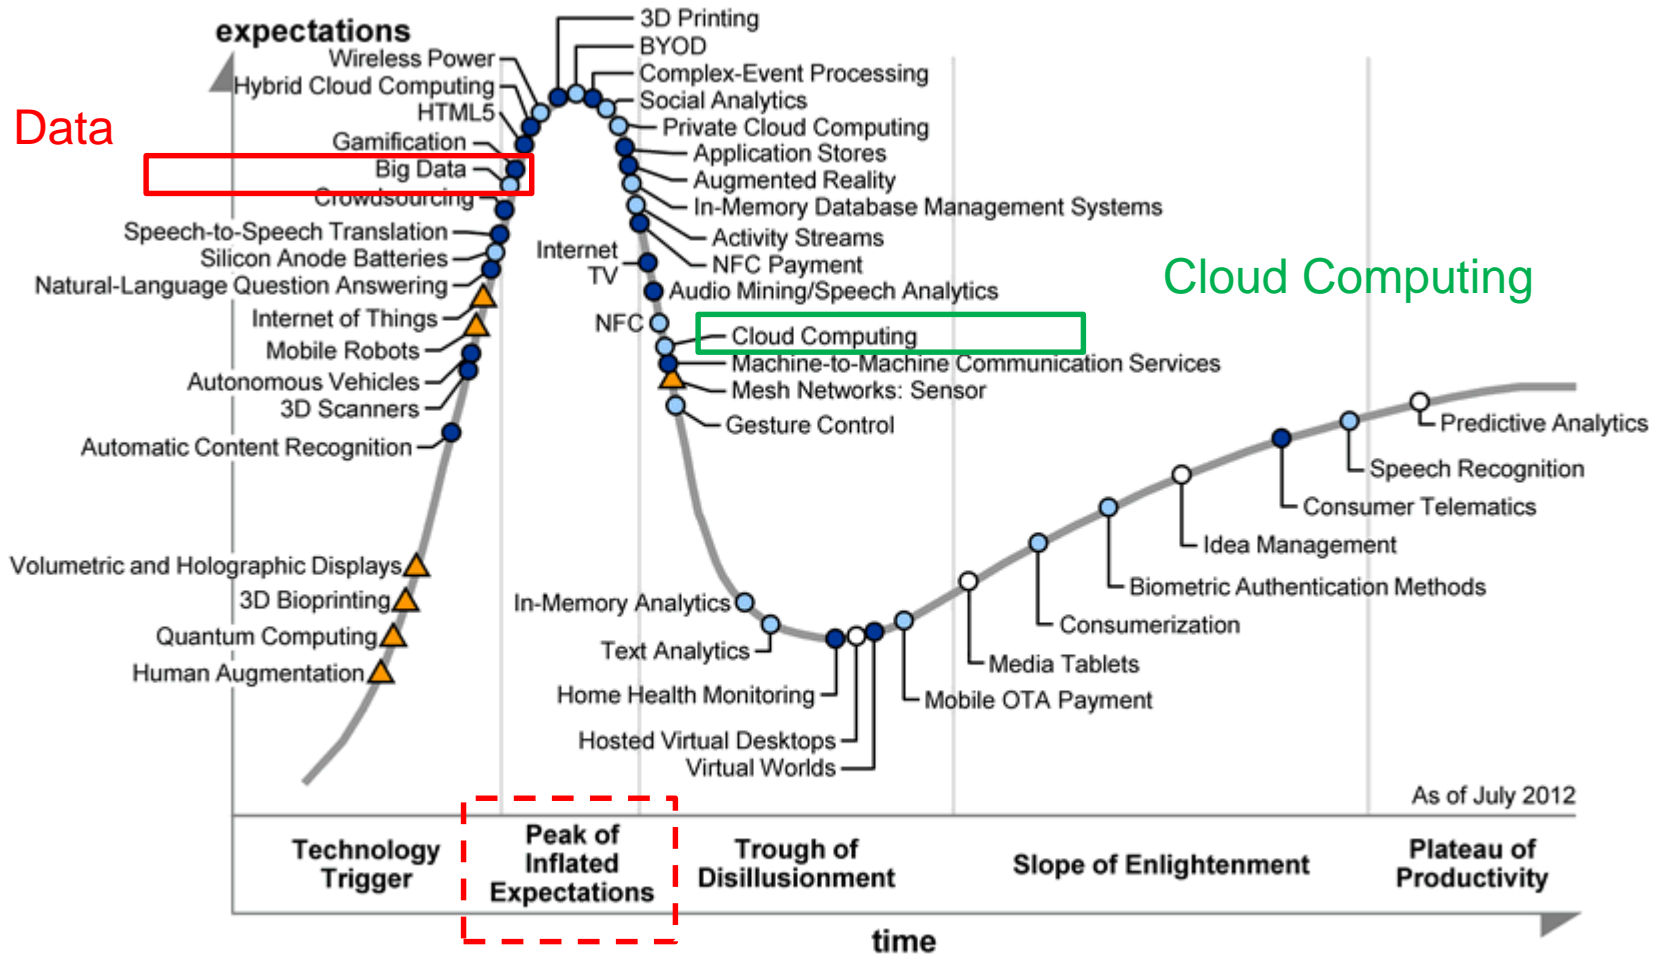 expectations
3D Printing
BYOD
Wireless Power
Complex-Event Processing
Hybrid Cloud Computing
Social Analytics
HTML5
Data
Private Cloud Computing
Gamification
Application Stores
Big Data
Augmented Reality
Crowdsourcing
In-Memory Database Management Systems
Speech-to-Speech Translation
Activity Streams
Silicon Anode Batteries
Internet
TV
NFC Payment
Natural-Language Question Answering
Audio Mining/Speech Analytics
Cloud Computing
Internet of Things
NFC
Cloud Computing
Mobile Robots
Machine-to-Machine Communication Services
Autonomous Vehicles
Mesh Networks: Sensor
3D Scanners
Gesture Control
Predictive Analytics
Automatic Content Recognition
Speech Recognition
Consumer Telematics
Idea Management
Volumetric and Holographic Displays
Biometric Authentication Methods
3D Bioprinting
In-Memory Analytics
Consumerization
Quantum Computing
Text Analytics
Media Tablets
Human Augmentation
Home Health Monitoring
Mobile OTA Payment
Hosted Virtual Desktops
Virtual Worlds
As of July 2012
Technology
Trigger
Peak of
Inflated
Expectations
Trough of
Disillusionment
Slope of Enlightenment
Plateau of
Productivity
time